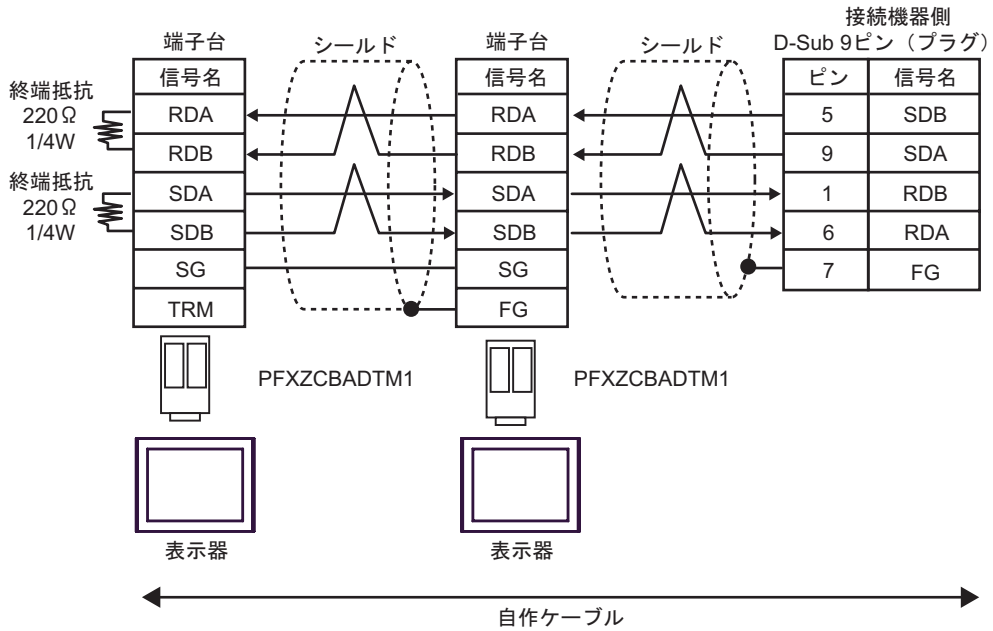 接続機器側
D-Sub 9ピン（プラグ）
端子台
シールド
端子台
シールド
終端抵抗
220Ω
1/4W
終端抵抗
220Ω
1/4W
信号名
RDA
RDB
SDA
SDB
SG
TRM
信号名
RDA
RDB
SDA
SDB
SG
FG
ピン 信号名
5 SDB
9 SDA
1 RDB
6 RDA
7 FG
PFXZCBADTM1
PFXZCBADTM1
表示器
表示器
自作ケーブル